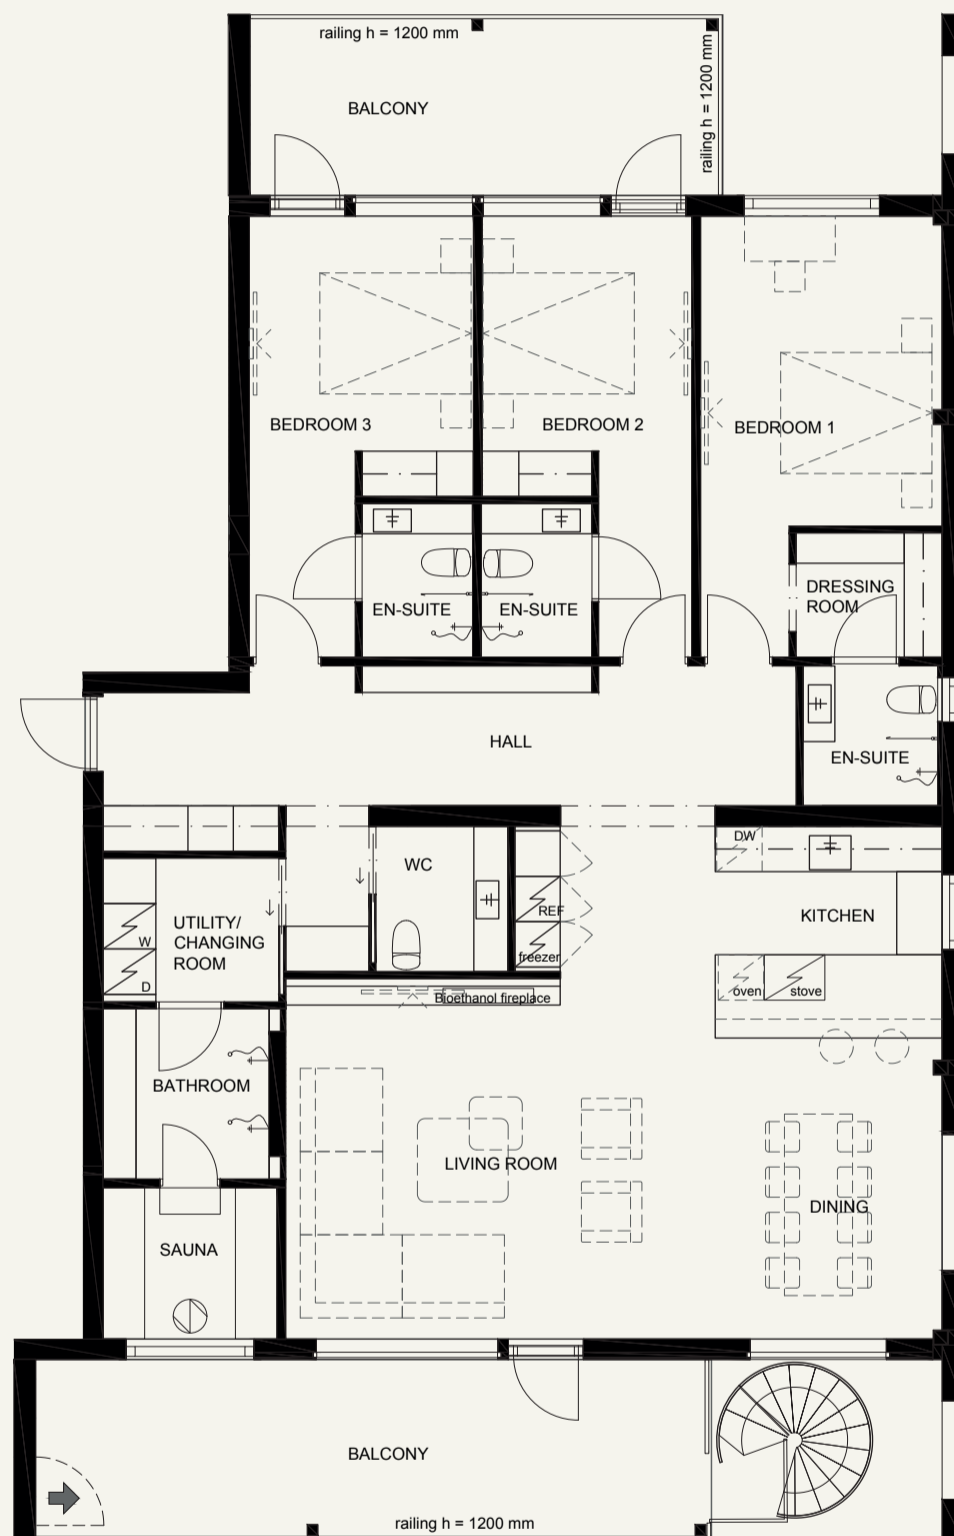 railing h = 1200 mm
railing h = 1200 mm
BALCONY
BEDROOM 3
BEDROOM 2
BEDROOM 1
DRESSING
ROOM
EN-SUITE
EN-SUITE
HALL
EN-SUITE
DW
WC
REF
KITCHEN
UTILITY/
CHANGING
ROOM
W
D
freezer
oven
stove
Bioethanol fireplace
BATHROOM
LIVING ROOM
DINING
SAUNA
BALCONY
railing h = 1200 mm